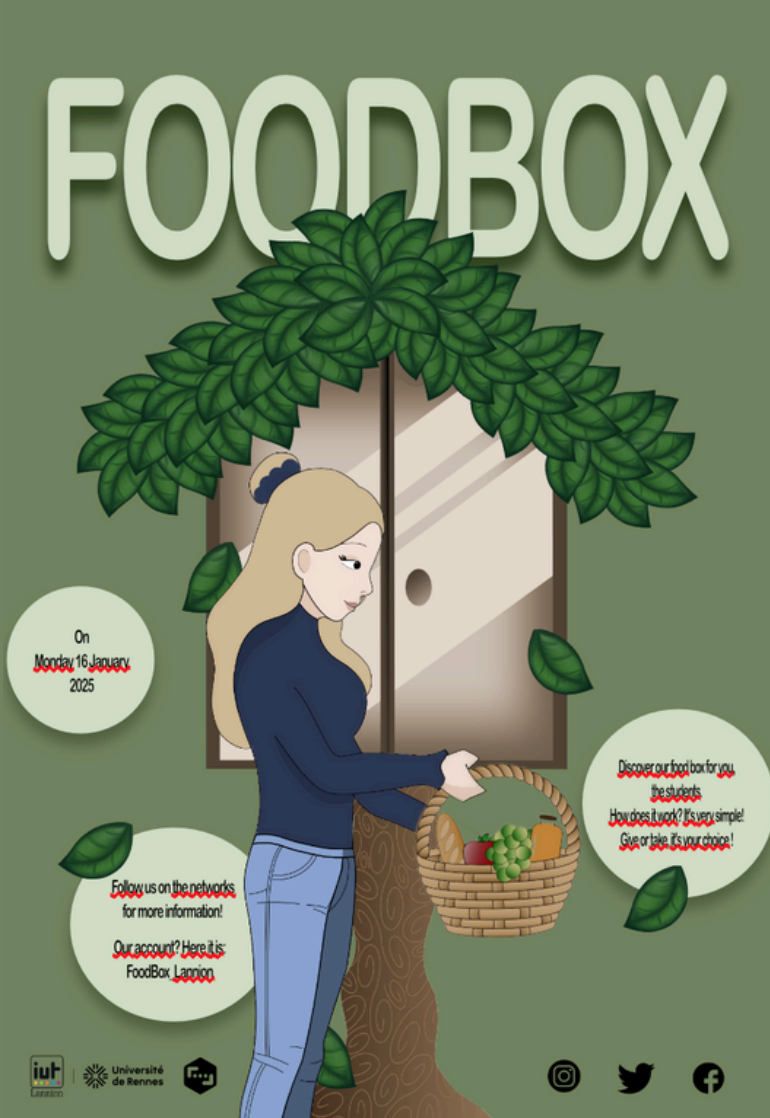 FOODBOX
On
Monday 16 January
2025
Discover our food box for you,
the students.
How does it work? It's very simple!
Give or take, it's your choice !
Follow us on the networks
for more information!
Our account? Here it is:
FoodBox_Lannion
iut
Lannion
Université
de Rennes